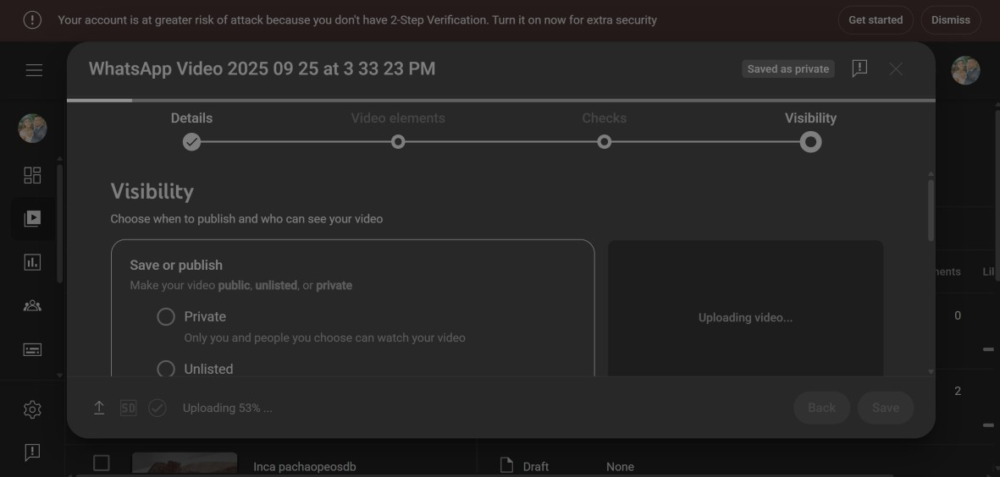 Your account is at greater risk of attack because you don't have 2-Step Verification. Turn it on now for extra security
Get started
Dismiss
WhatsApp Video 2025 09 25 at 3 33 23 PM
Saved as private
Details
Video elements
Checks
Visibility
Visibility
Choose when to publish and who can see your video
Save or publish
Make your video public, unlisted, or private
Private
Only you and people you choose can watch your video
Unlisted
Uploading video...
SD
Uploading 53% ...
Back
Save
nents
Lil
0
2
Inca pachaopeosdb
Draft
None